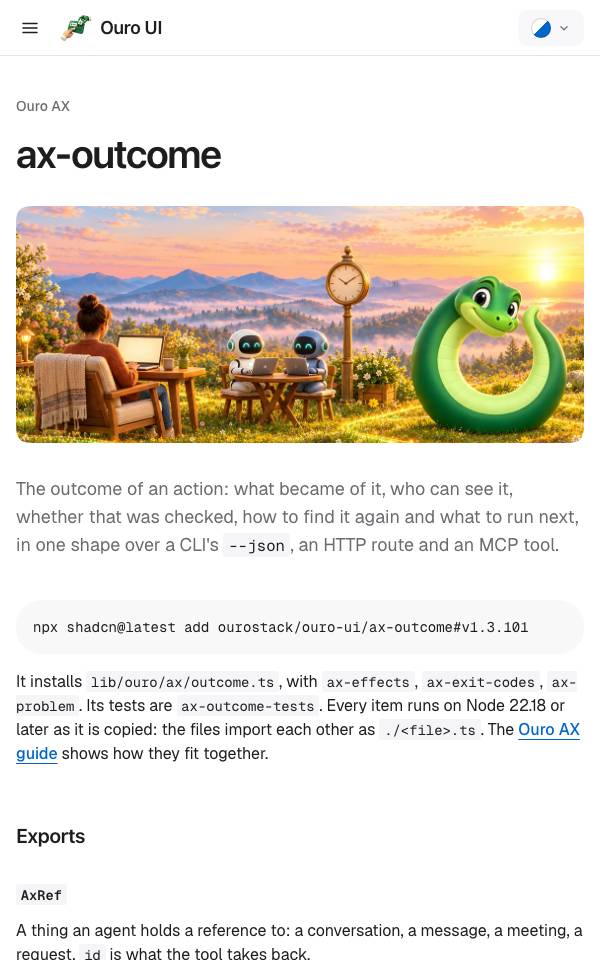 Ouro UI
Ouro AX
ax-outcome
The outcome of an action: what became of it, who can see it,
whether that was checked, how to find it again and what to run next,
in one shape over a CLI's --json, an HTTP route and an MCP tool.
npx shadcn@latest add ourostack/ouro-ui/ax-outcome#v1.3.101
It installs lib/ouro/ax/outcome.ts, with ax-effects, ax-exit-codes, ax-
problem. Its tests are ax-outcome-tests. Every item runs on Node 22.18 or
later as it is copied: the files import each other as ./<file>.ts. The Ouro AX
guide shows how they fit together.
Exports
AxRef
A thing an agent holds a reference to: a conversation, a message, a meeting, a
request. id is what the tool takes back.